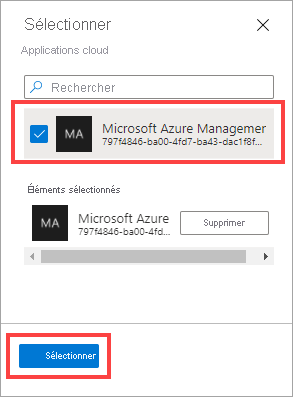 Sélectionner
Applications cloud
Rechercher
MA
Microsoft Azure Managemer
797f4846-ba00-4fd7-ba43-dac1f8f...
Éléments sélectionnés
MA
Microsoft Azure
797f4846-ba00-4fd...
Supprimer
Sélectionner